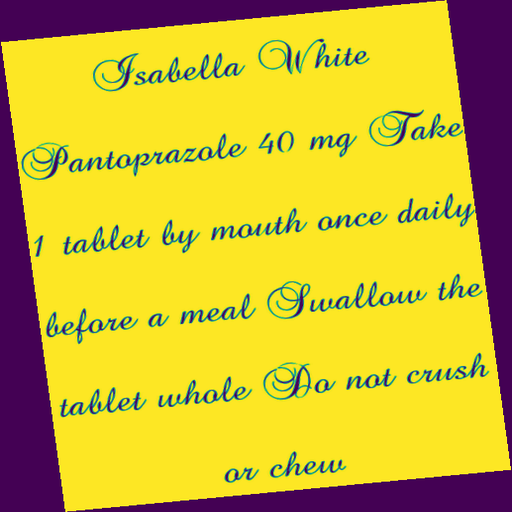 Isabella White
Pantoprazole 40 mg Take
1 tablet by mouth once daily
before a meal Swallow the
tablet whole Do not crush
or chew